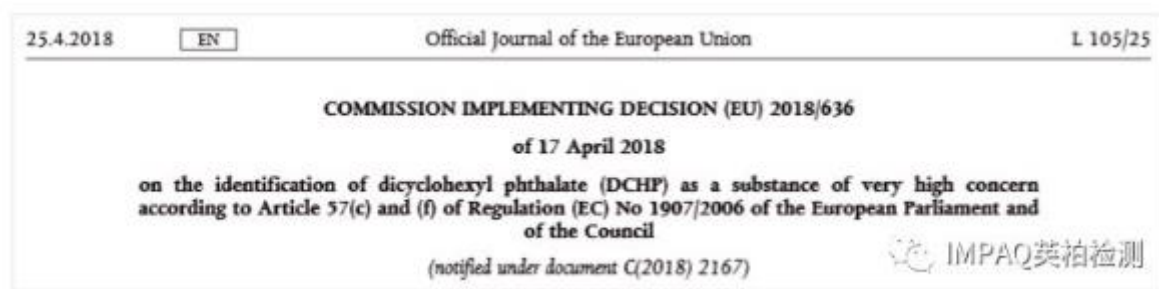 25.4.2018 EN Official Journal of the European Union L 105/25
COMMISSION IMPLEMENTING DECISION (EU) 2018/636
of 17 April 2018
on the identification of dicyclohexyl phthalate (DCHP) as a substance of very high concern
according to Article 57(c) and (f) of Regulation (EC) No 1907/2006 of the European Parliament and
of the Council
(notified under document C(2018) 2167)
IMPAQ英柏检测